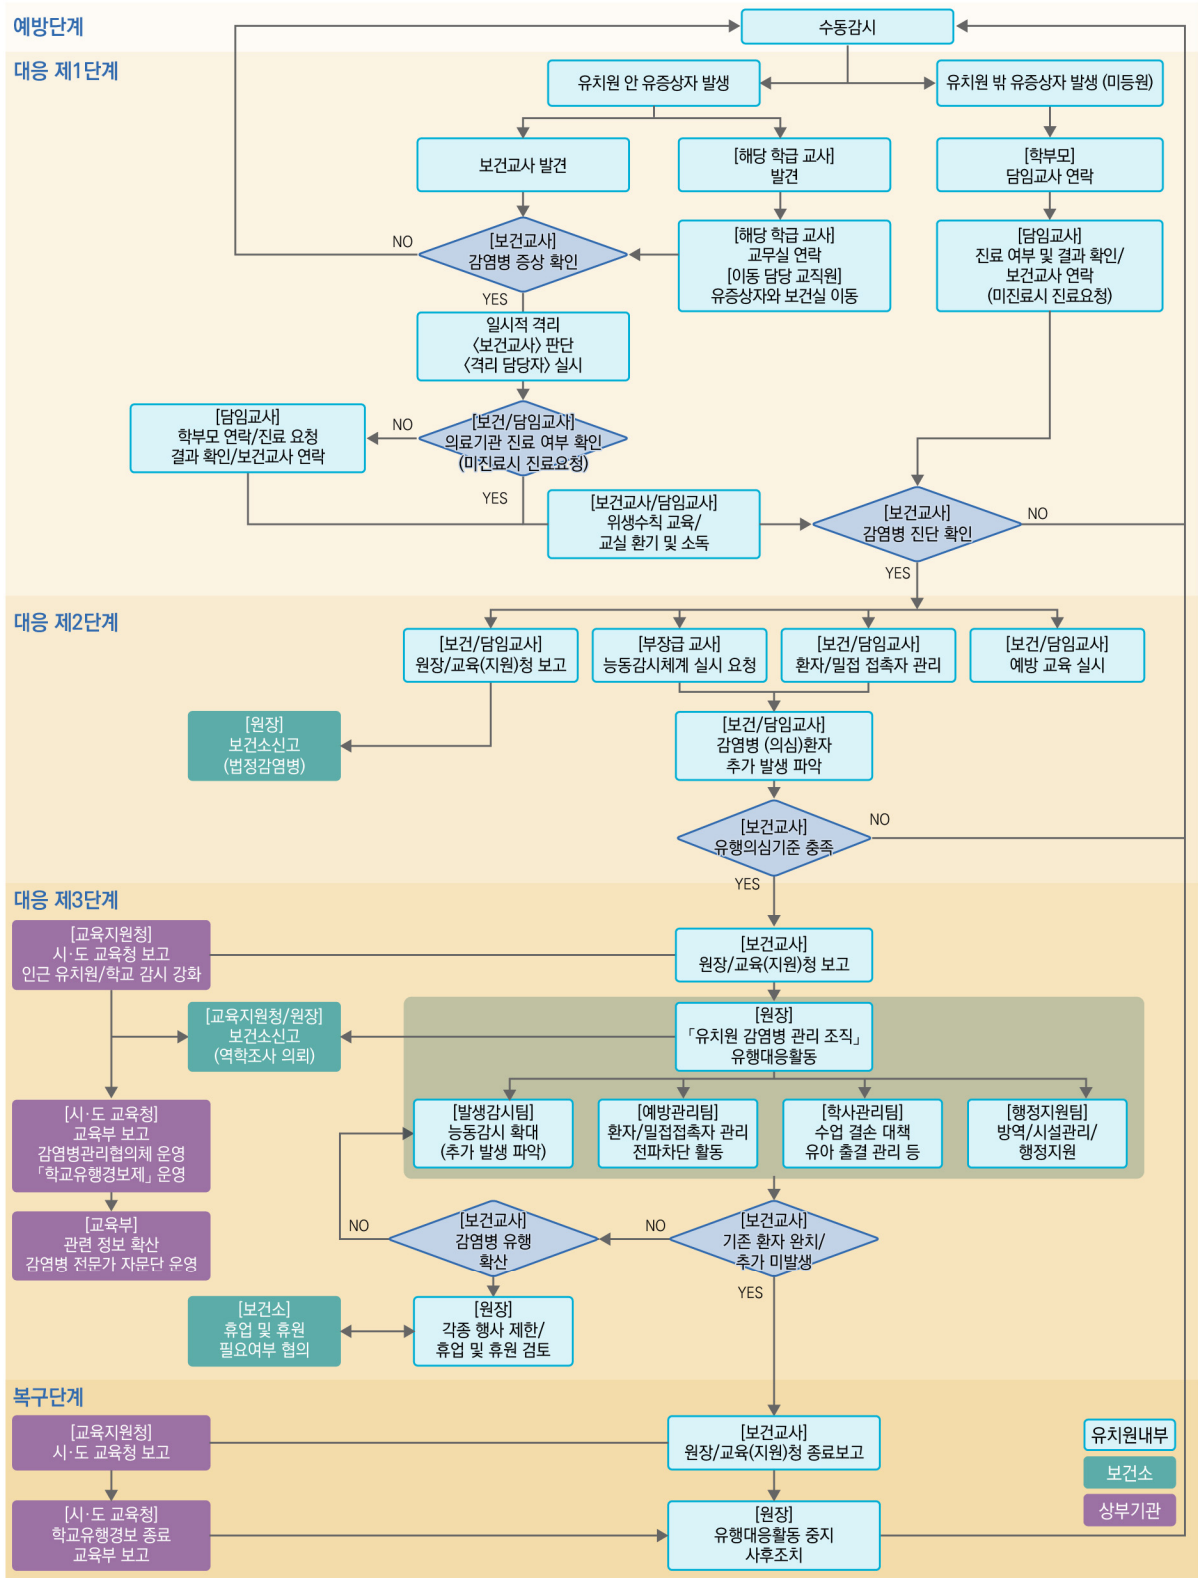 예방단계
수동감시
대응 제1단계
유치원 안 유증상자 발생
유치원 밖 유증상자 발생 (미등원)
보건교사 발견
[해당 학급 교사]
발견
[학부모]
담임교사 연락
[보건교사]
감염병 증상 확인
NO
YES
[해당 학급 교사]
교무실 연락
[이동 담당 교직원]
유증상자와 보건실 이동
[담임교사]
진료 여부 및 결과 확인/
보건교사 연락
(미진료시 진료요청)
일시적 격리
〈보건교사〉 판단
〈격리 담당자〉 실시
[담임교사]
학부모 연락/진료 요청
결과 확인/보건교사 연락
NO
[보건/담임교사]
의료기관 진료 여부 확인
(미진료시 진료요청)
YES
[보건교사/담임교사]
위생수칙 교육/
교실 환기 및 소독
[보건교사]
감염병 진단 확인
NO
YES
대응 제2단계
[보건/담임교사]
원장/교육(지원)청 보고
[부장급 교사]
능동감시체계 실시 요청
[보건/담임교사]
환자/밀접 접촉자 관리
[보건/담임교사]
예방 교육 실시
[원장]
보건소신고
(법정감염병)
[보건/담임교사]
감염병 (의심)환자
추가 발생 파악
[보건교사]
유행의심기준 충족
NO
YES
대응 제3단계
[교육지원청]
시·도 교육청 보고
인근 유치원/학교 감시 강화
[보건교사]
원장/교육(지원)청 보고
[교육지원청/원장]
보건소신고
(역학조사 의뢰)
[원장]
「유치원 감염병 관리 조직」
유행대응활동
[시·도 교육청]
교육부 보고
감염병관리협의체 운영
「학교유행경보제」 운영
[발생감시팀]
능동감시 확대
(추가 발생 파악)
[예방관리팀]
환자/밀접접촉자 관리
전파차단 활동
[학사관리팀]
수업 결손 대책
유아 출결 관리 등
[행정지원팀]
방역/시설관리/
행정지원
[교육부]
관련 정보 확산
감염병 전문가 자문단 운영
NO
[보건교사]
감염병 유행
확산
NO
[보건교사]
기존 환자 완치/
추가 미발생
YES
[보건소]
휴업 및 휴원
필요여부 협의
[원장]
각종 행사 제한/
휴업 및 휴원 검토
복구단계
[교육지원청]
시·도 교육청 보고
[보건교사]
원장/교육(지원)청 종료보고
[시·도 교육청]
학교유행경보 종료
교육부 보고
[원장]
유행대응활동 중지
사후조치
유치원내부
보건소
상부기관